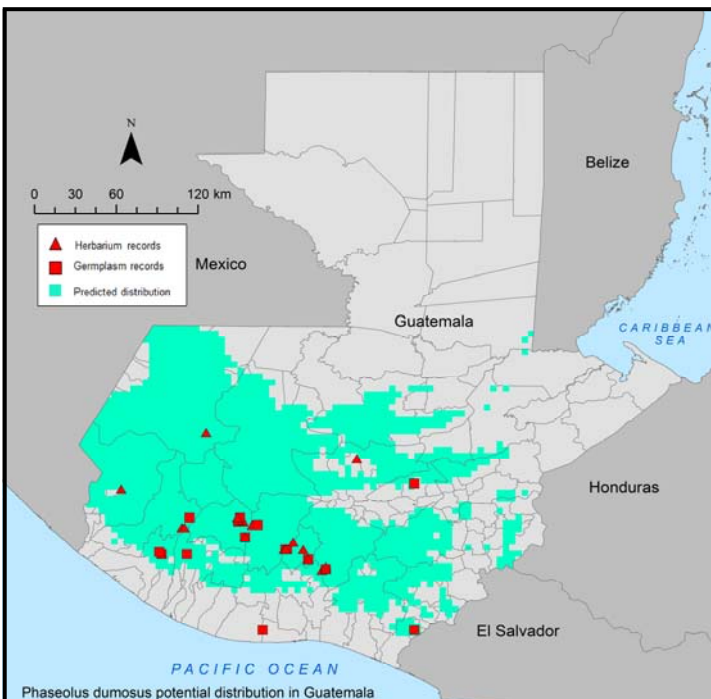 Belize
N
0 30 60 120 km
Herbarium records
Germplasm records
Predicted distribution
Mexico
Guatemala
CARIBBEAN
SEA
Honduras
El Salvador
PACIFIC OCEAN
Phaseolus dumosus potential distribution in Guatemala